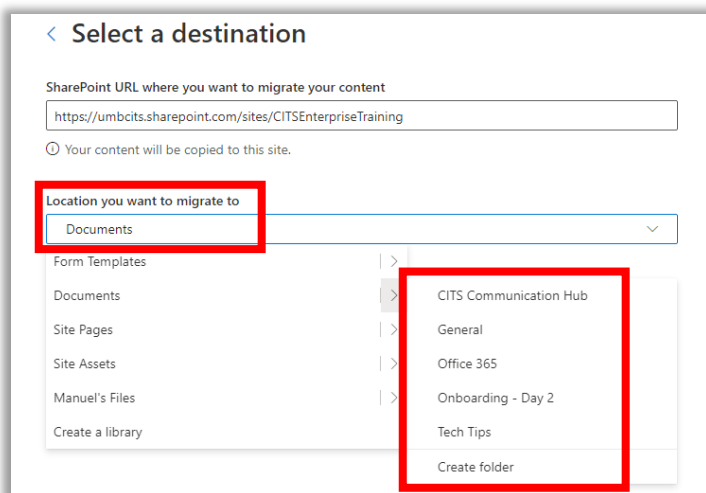 Select a destination
SharePoint URL where you want to migrate your content
https://umbcits.sharepoint.com/sites/CITSEnterpriseTraining
Your content will be copied to this site.
Location you want to migrate to
Documents
Form Templates
Documents
Site Pages
Site Assets
Manuel's Files
Create a library
CITS Communication Hub
General
Office 365
Onboarding - Day 2
Tech Tips
Create folder